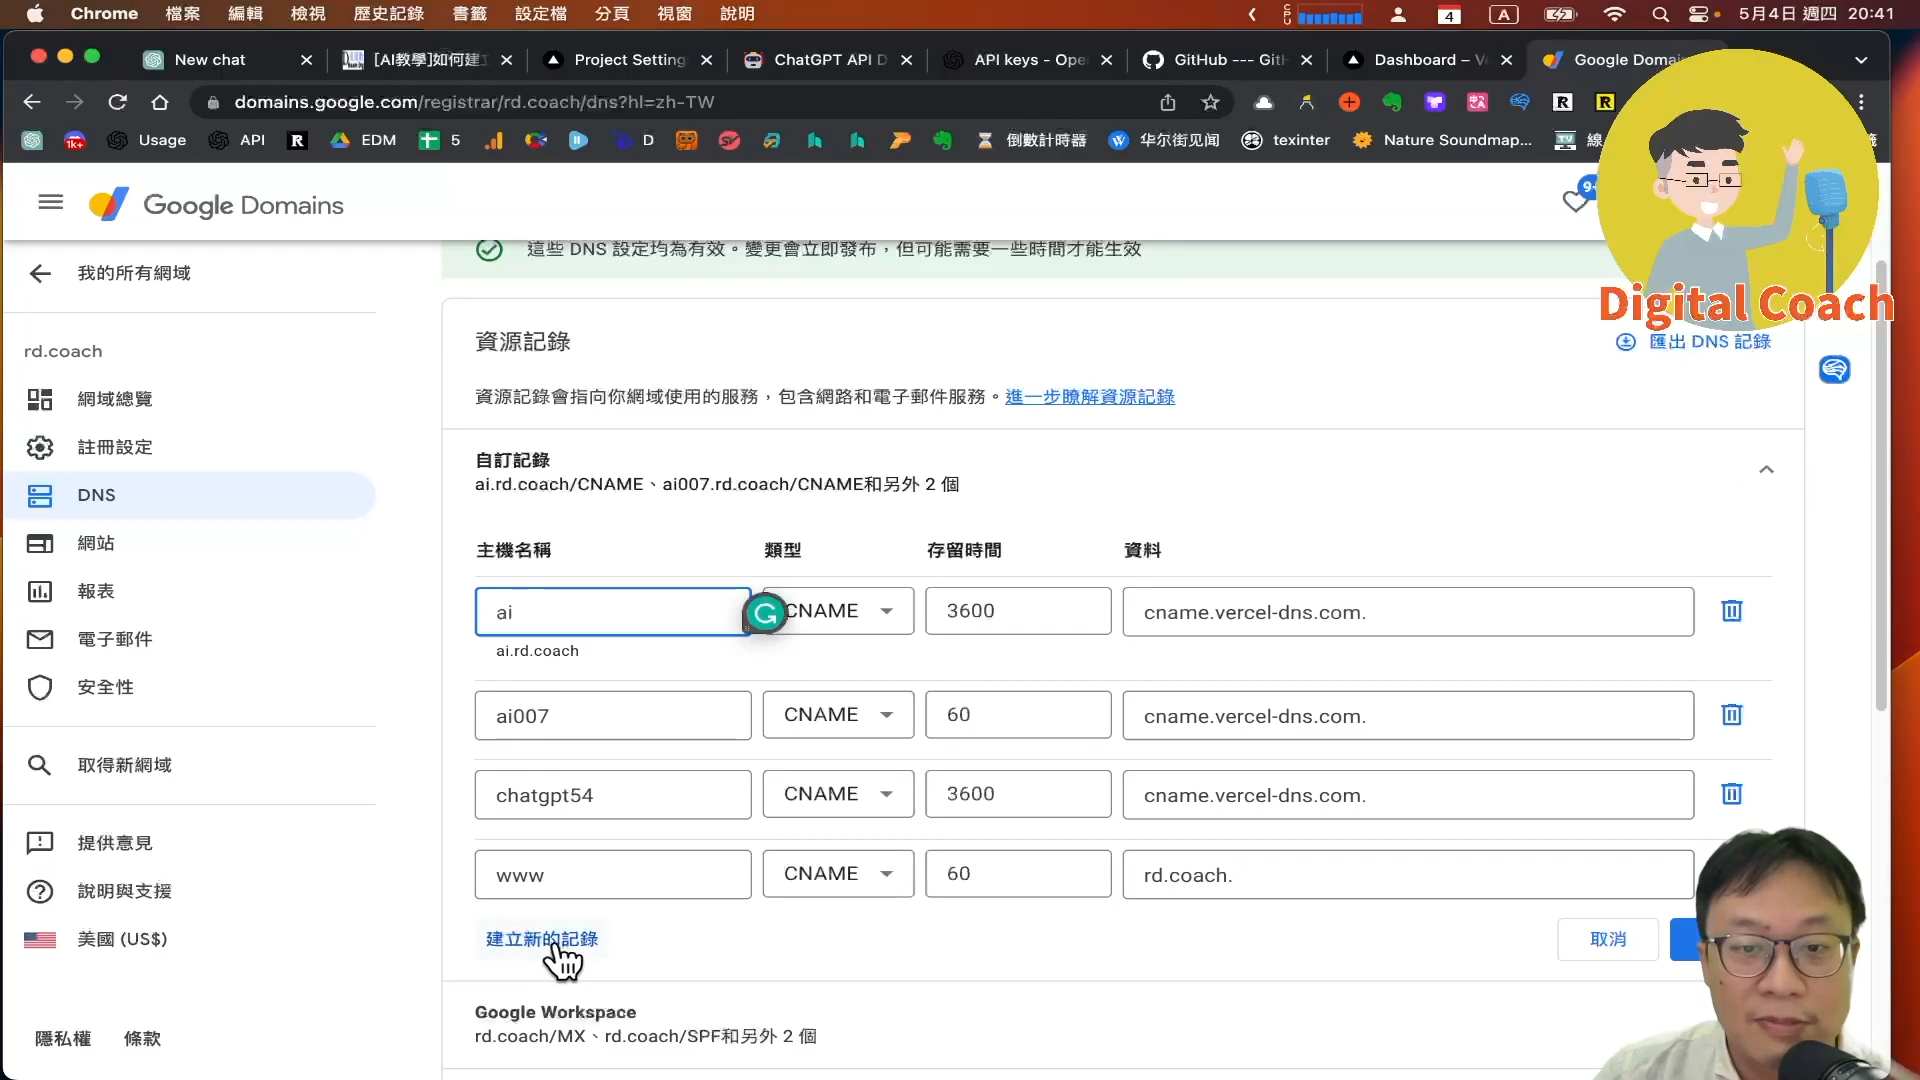 Chrome 檔案 編輯 檢視 歷史記錄 書籤 設定檔 分頁 視窗 說明 4 A 5月4日 週四 20:41
New chat [AI教學]如何建立 Project Setting ChatGPT API D API keys - Ope GitHub --- Git Dashboard – Ve Google Domai
domains.google.com/registrar/rd.coach/dns?hl=zh-TW
1k+ Usage API R EDM 5 D 倒數計時器 华尔街见闻 texinter Nature Soundmap... 線
Google Domains
9+
Digital Coach
這些 DNS 設定均為有效。變更會立即發布，但可能需要一些時間才能生效
我的所有網域
rd.coach
網域總覽
註冊設定
DNS
網站
報表
電子郵件
安全性
取得新網域
提供意見
說明與支援
美國 (US$)
隱私權 條款
資源記錄
匯出 DNS 記錄
資源記錄會指向你網域使用的服務，包含網路和電子郵件服務。進一步瞭解資源記錄
自訂記錄
ai.rd.coach/CNAME、ai007.rd.coach/CNAME和另外 2 個
主機名稱 類型 存留時間 資料
ai CNAME 3600 cname.vercel-dns.com.
ai.rd.coach
ai007 CNAME 60 cname.vercel-dns.com.
chatgpt54 CNAME 3600 cname.vercel-dns.com.
www CNAME 60 rd.coach.
建立新的記錄 取消
Google Workspace
rd.coach/MX、rd.coach/SPF和另外 2 個